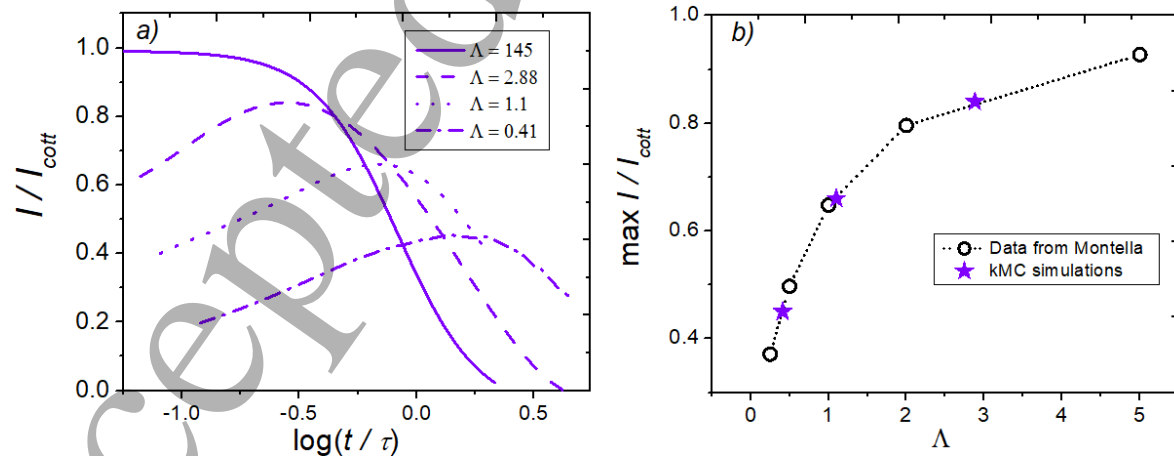 a)
Λ = 145
Λ = 2.88
Λ = 1.1
Λ = 0.41
1.0
0.8
0.6
0.4
0.2
0.0
-1.0
-0.5
0.0
0.5
I / I_cott
log(t / τ)
b)
1.0
0.8
0.6
0.4
0
1
2
3
4
5
max I / I_cott
Λ
Data from Montella
kMC simulations
cepted